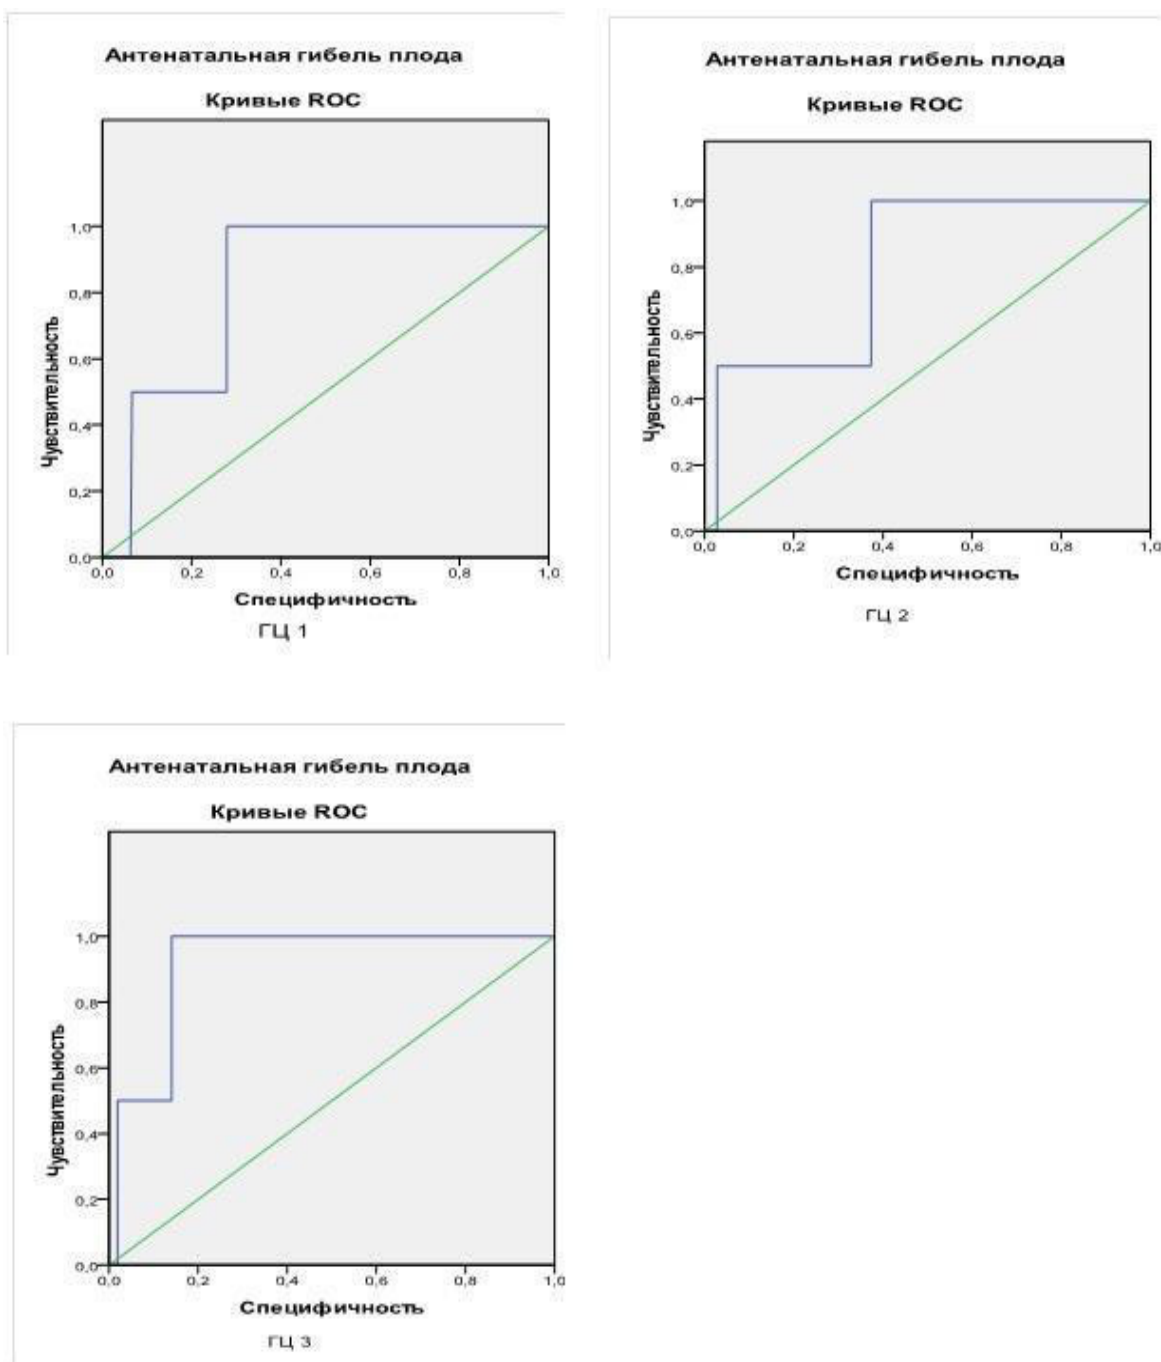 Антенатальная гибель плода
Кривые ROC
1,0
0,8
0,6
0,4
0,2
0,0
Чувствительность
0,0 0,2 0,4 0,6 0,8 1,0
Специфичность
ГЦ 1
Антенатальная гибель плода
Кривые ROC
1,0
0,8
0,6
0,4
0,2
0,0
Чувствительность
0,0 0,2 0,4 0,6 0,8 1,0
Специфичность
ГЦ 2
Антенатальная гибель плода
Кривые ROC
1,0
0,8
0,6
0,4
0,2
0,0
Чувствительность
0,0 0,2 0,4 0,6 0,8 1,0
Специфичность
ГЦ 3